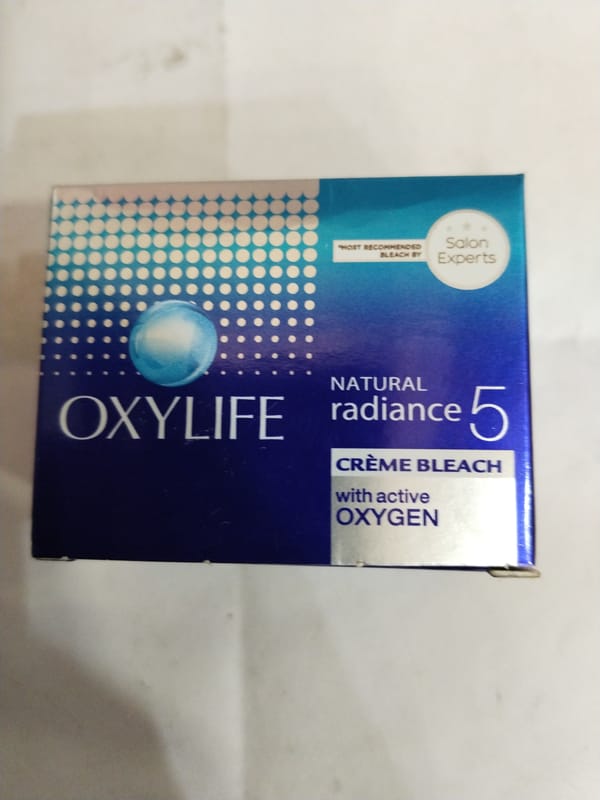 *MOST RECOMMENDED
BLEACH BY
Salon
Experts
OXYLIFE
NATURAL
radiance 5
CRÈME BLEACH
with active
OXYGEN